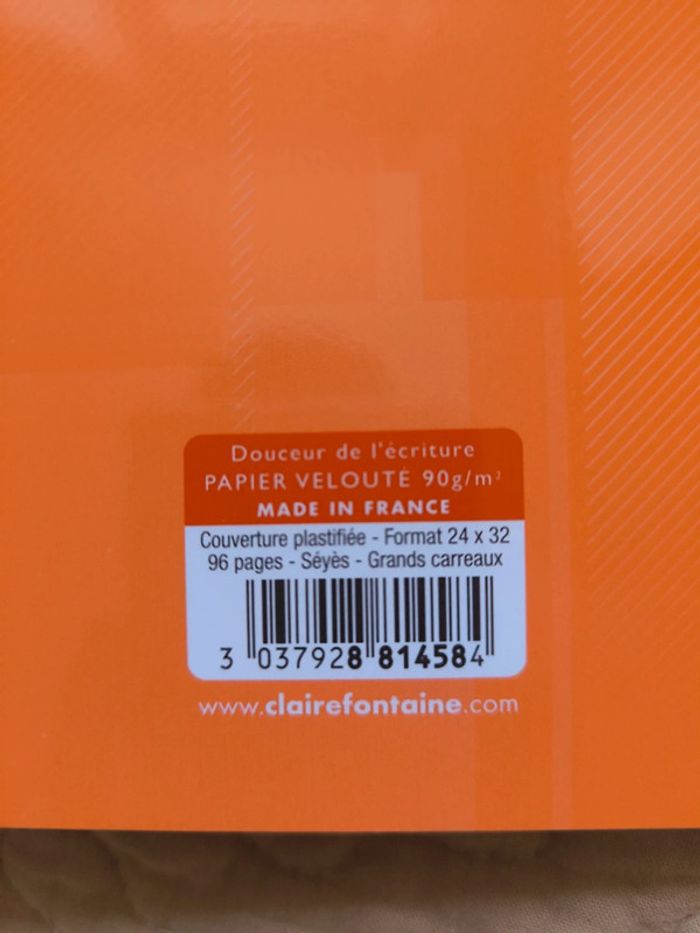 Douceur de l'écriture
PAPIER VELOUTÉ 90g/m²
MADE IN FRANCE
Couverture plastifiée - Format 24 x 32
96 pages - Séyès - Grands carreaux
3 037928 814584
www.clairefontaine.com